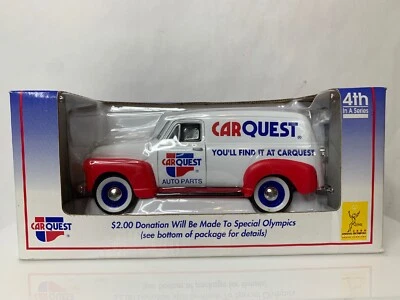 4th
In A Series
CARQUEST®
YOU'LL FIND IT AT CARQUEST
CARQUEST
AUTO PARTS
CARQUEST
$2.00 Donation Will Be Made To Special Olympics
(see bottom of package for details)